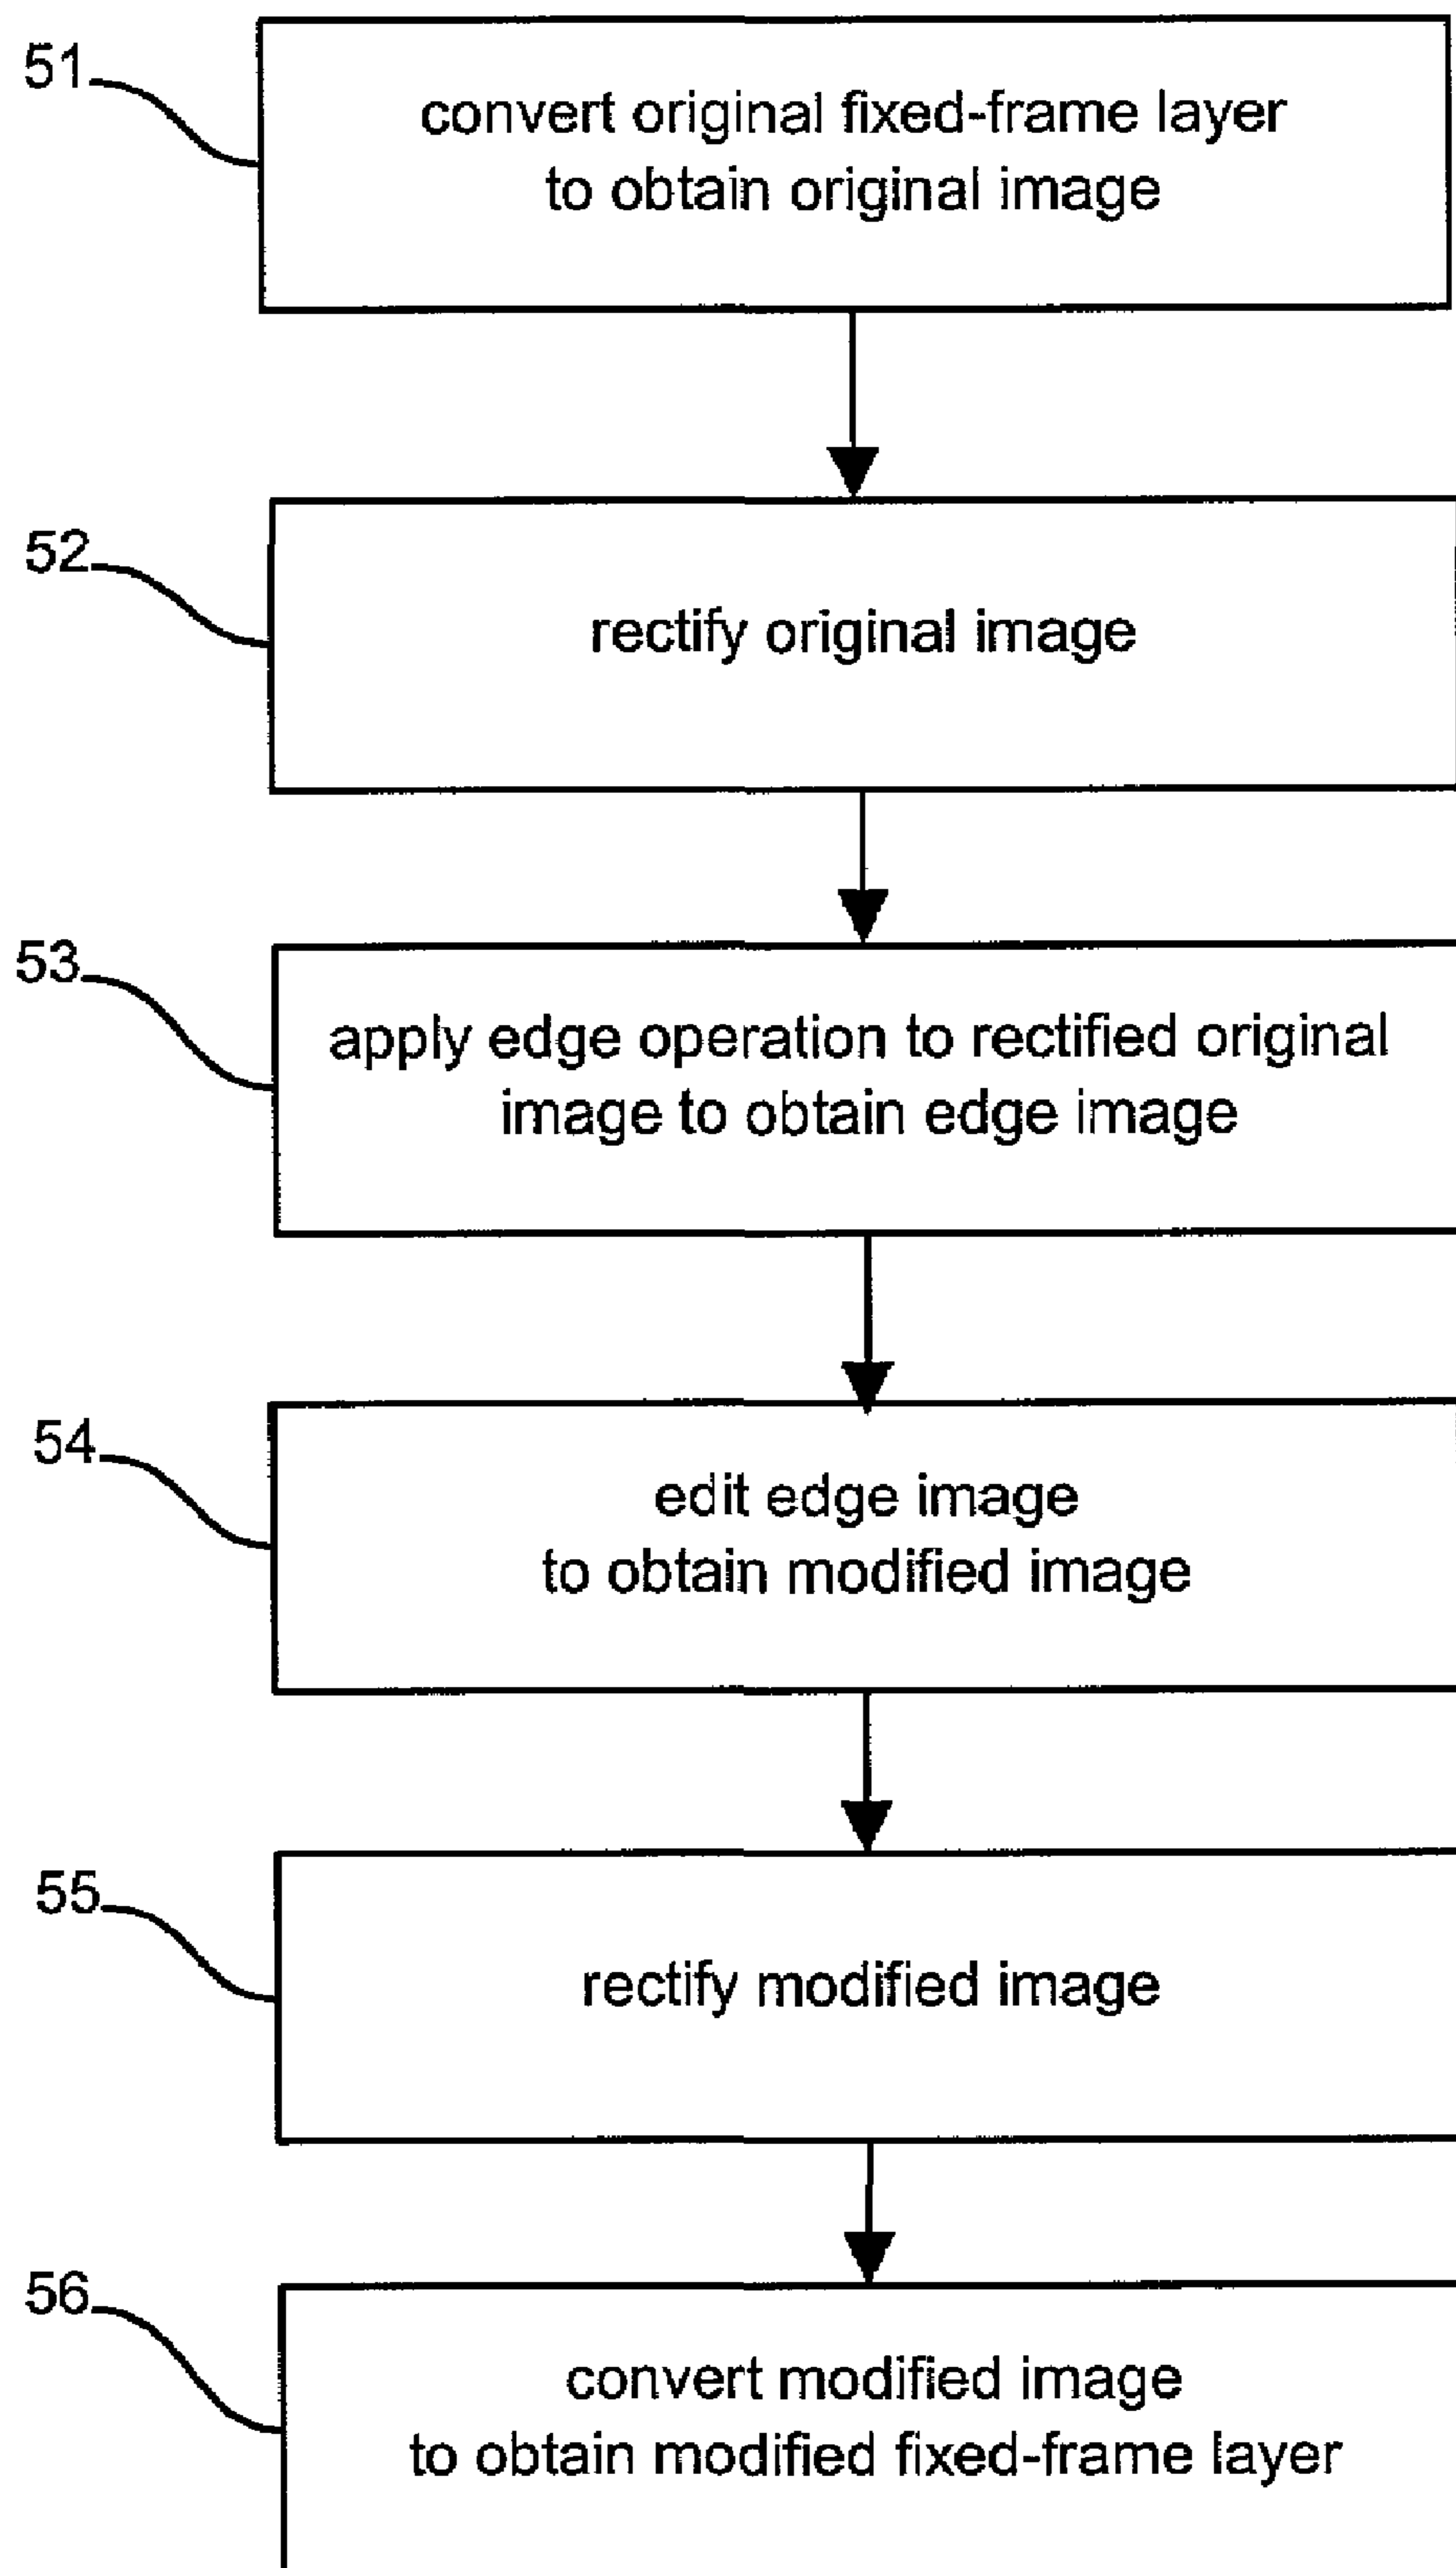 51
convert original fixed-frame layer
to obtain original image
52
rectify original image
53
apply edge operation to rectified original
image to obtain edge image
54
edit edge image
to obtain modified image
55
rectify modified image
56
convert modified image
to obtain modified fixed-frame layer